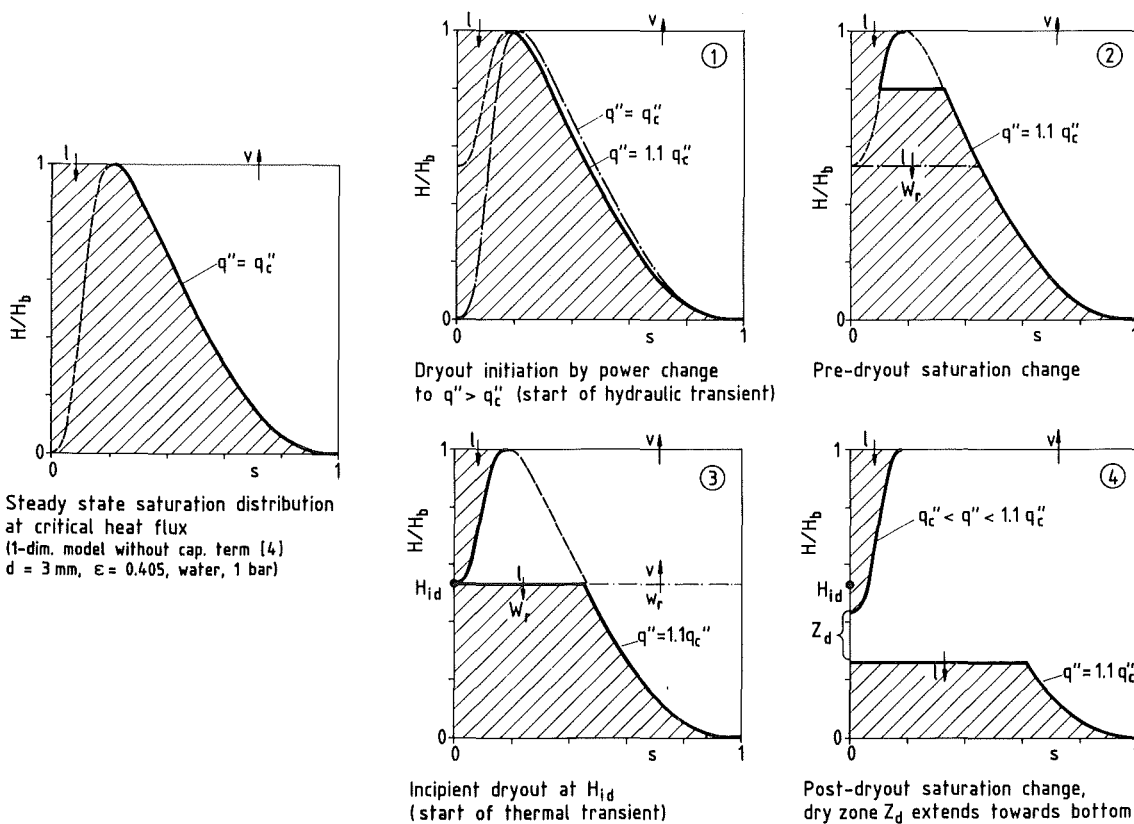 1
l
v
H/H_b
q″= q_c″
0
0
s
1
Steady state saturation distribution
at critical heat flux
(1-dim. model without cap. term [4]
d = 3 mm, ε = 0.405, water, 1 bar)
1
l
v
①
H/H_b
q″= q_c″
q″= 1.1 q_c″
0
0
s
1
Dryout initiation by power change
to q″ > q_c″ (start of hydraulic transient)
1
l
v
②
H/H_b
q″= 1.1 q_c″
l
W_r
0
0
s
1
Pre-dryout saturation change
1
l
v
③
H/H_b
H_id
l
W_r
v
w_r
q″=1.1q_c″
0
0
s
1
Incipient dryout at H_id
(start of thermal transient)
1
l
v
④
H/H_b
q_c″ < q″ < 1.1 q_c″
H_id
Z_d
l
q″= 1.1 q_c″
0
0
s
1
Post-dryout saturation change,
dry zone Z_d extends towards bottom